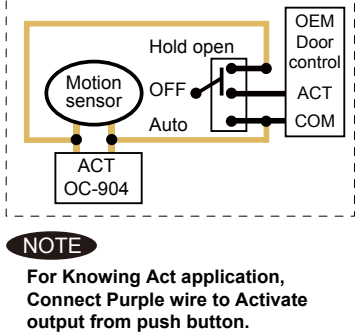 OEM
Door
control
Hold open
Motion
sensor
OFF
ACT
Auto
COM
ACT
OC-904
NOTE
For Knowing Act application,
Connect Purple wire to Activate
output from push button.